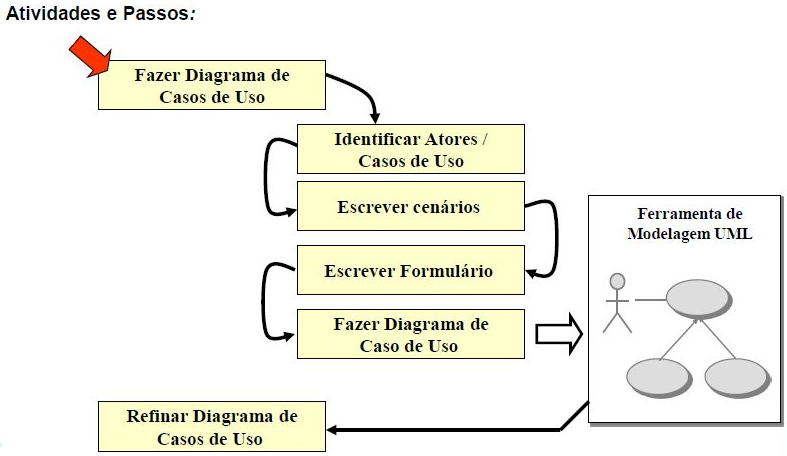 Atividades e Passos:
Fazer Diagrama de
Casos de Uso
Identificar Atores /
Casos de Uso
Escrever cenários
Escrever Formulário
Fazer Diagrama de
Caso de Uso
Ferramenta de
Modelagem UML
Refinar Diagrama de
Casos de Uso